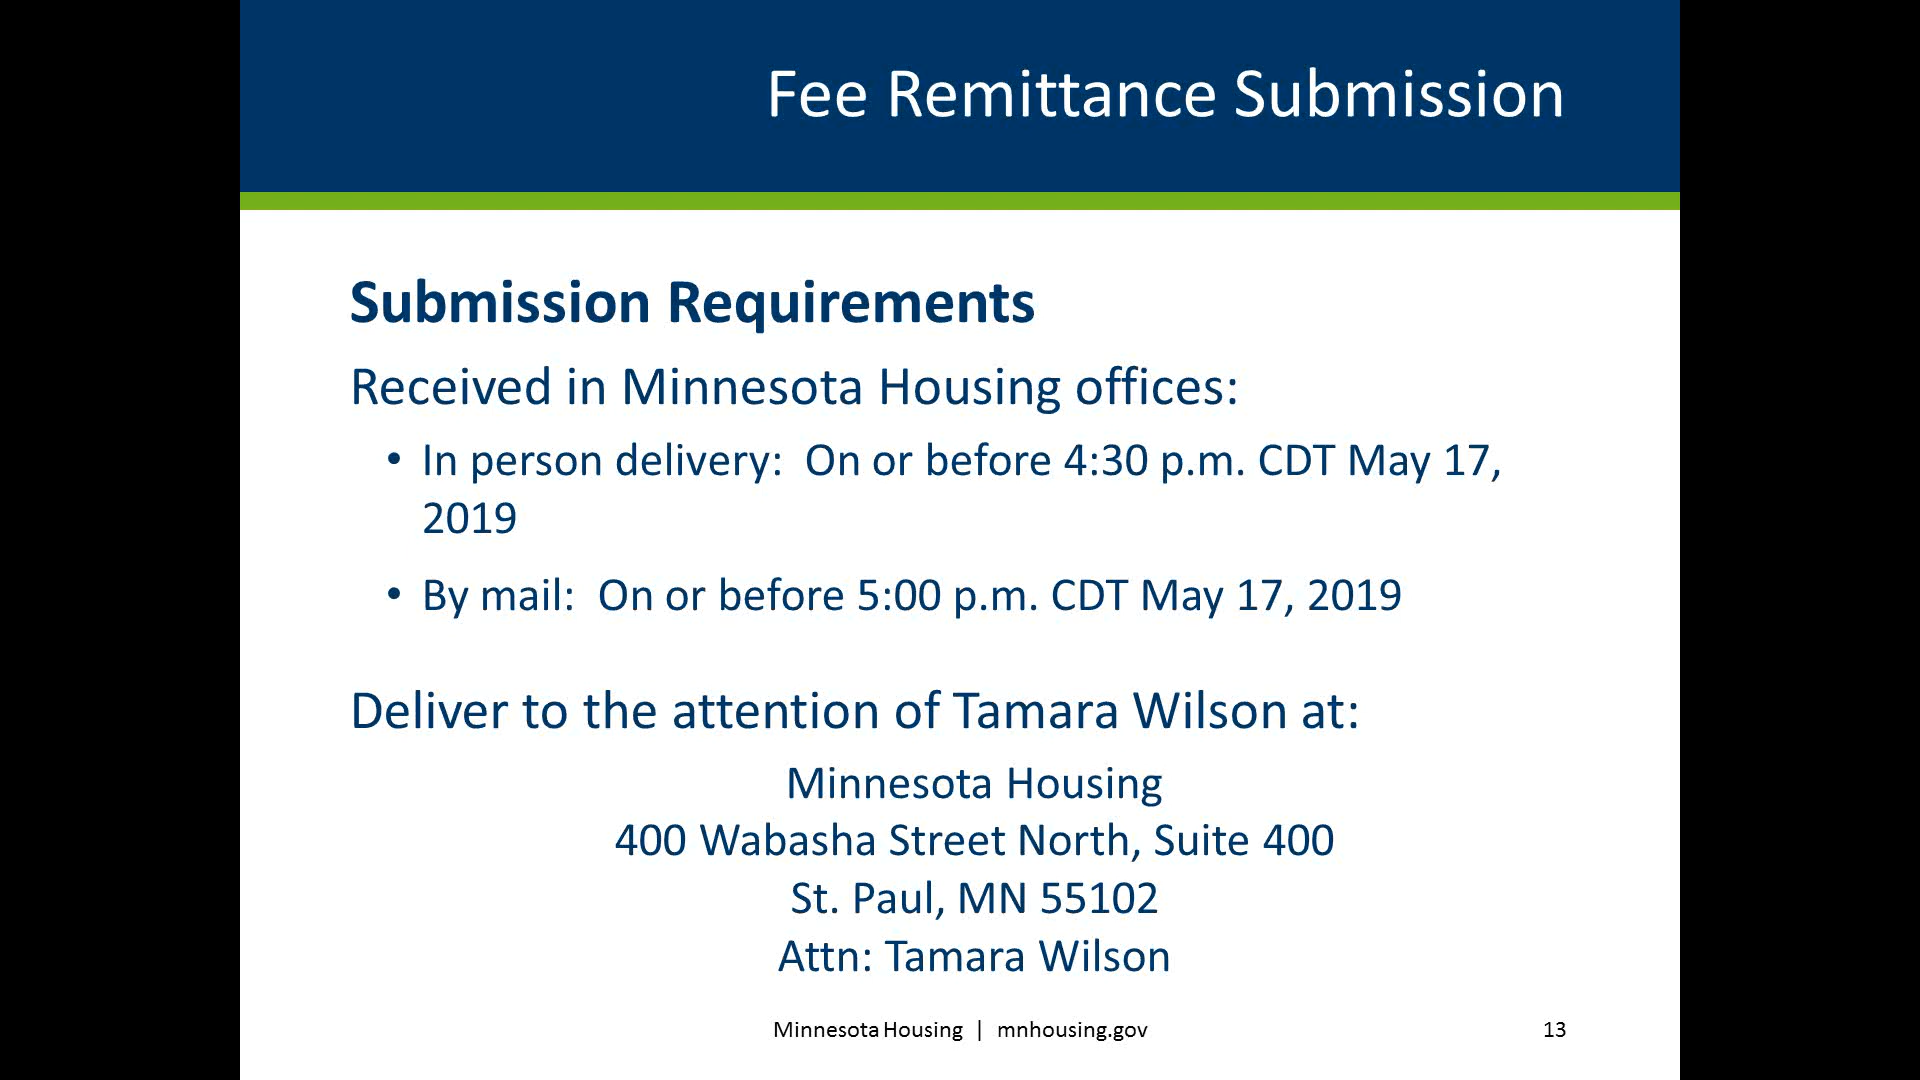 Fee Remittance Submission
Submission Requirements
Received in Minnesota Housing offices:
• In person delivery:  On or before 4:30 p.m. CDT May 17,
2019
• By mail:  On or before 5:00 p.m. CDT May 17, 2019
Deliver to the attention of Tamara Wilson at:
Minnesota Housing
400 Wabasha Street North, Suite 400
St. Paul, MN 55102
Attn: Tamara Wilson
Minnesota Housing | mnhousing.gov
13